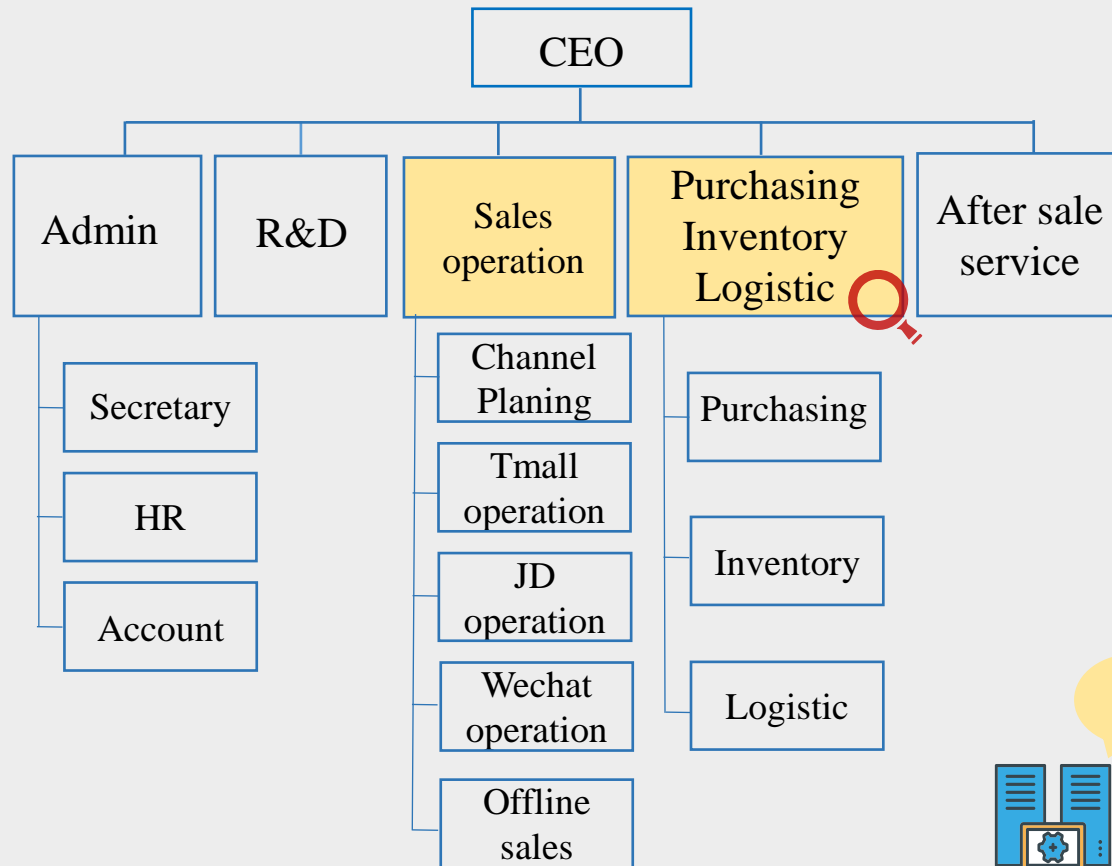 CEO
Admin
R&D
Sales
operation
Purchasing
Inventory
Logistic
After sale
service
Secretary
HR
Account
Channel
Planing
Tmall
operation
JD
operation
Wechat
operation
Offline
sales
Purchasing
Inventory
Logistic